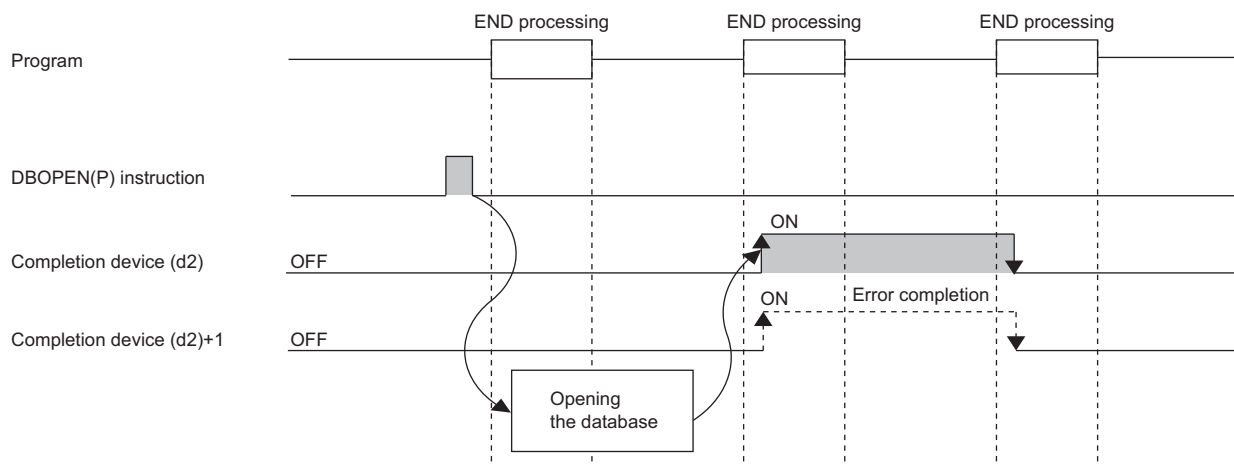 END processing
END processing
END processing
Program
DBOPEN(P) instruction
ON
Completion device (d2)
OFF
ON
Error completion
Completion device (d2)+1
OFF
Opening
the database